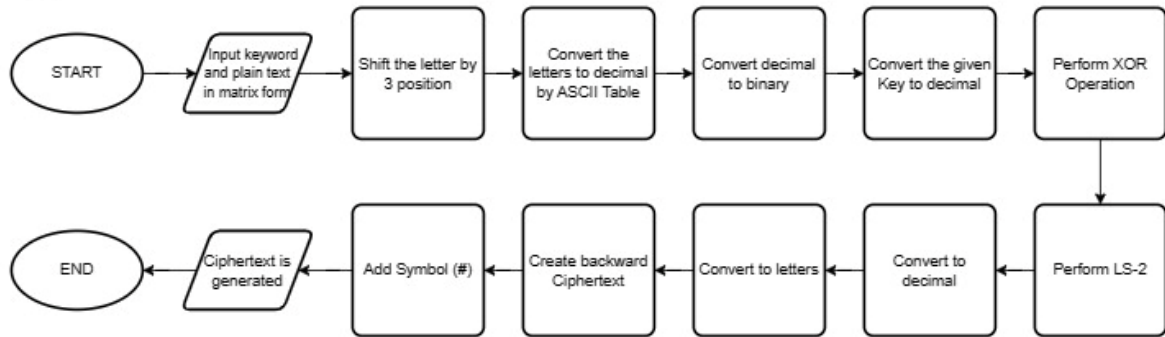 START
Input keyword
and plain text
in matrix form
Shift the letter by
3 position
Convert the
letters to decimal
by ASCII Table
Convert decimal
to binary
Convert the given
Key to decimal
Perform XOR
Operation
END
Ciphertext is
generated
Add Symbol (#)
Create backward
Ciphertext
Convert to letters
Convert to
decimal
Perform LS-2